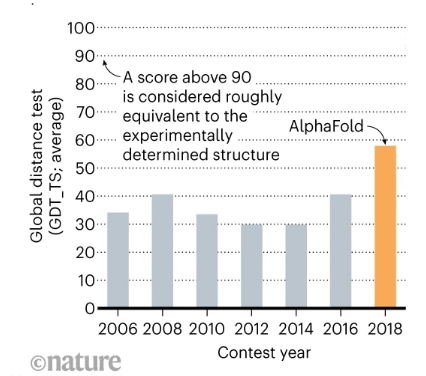 100
90
80
70
60
50
40
30
20
10
0
Global distance test
(GDT_TS; average)
A score above 90
is considered roughly
equivalent to the
experimentally
determined structure
AlphaFold
2006 2008 2010 2012 2014 2016 2018
Contest year
©nature